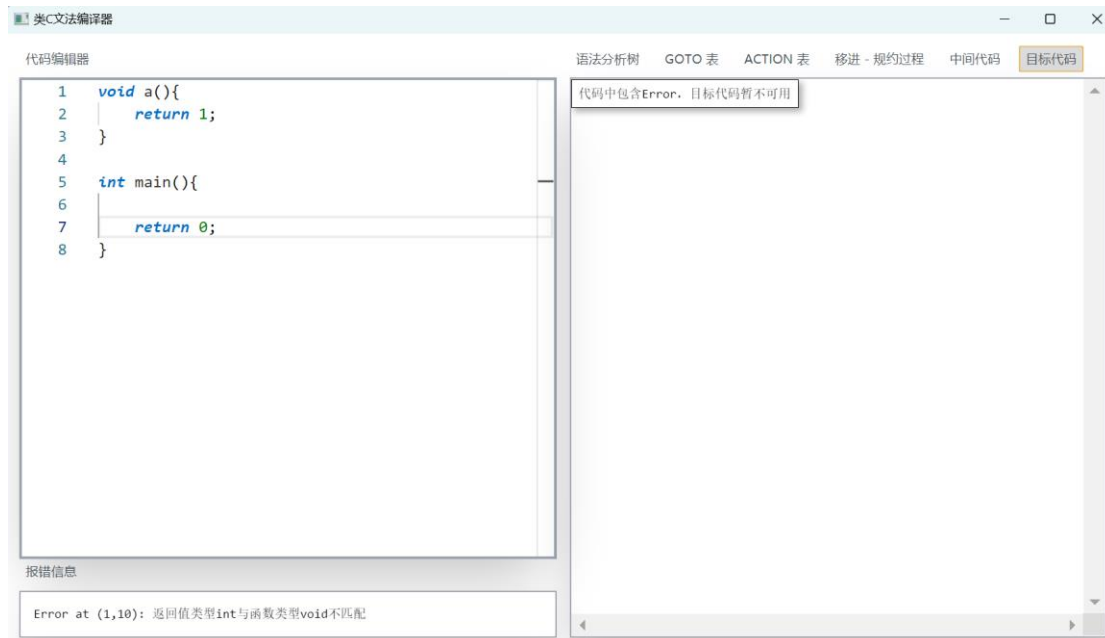 类C文法编译器
代码编辑器
语法分析树 GOTO 表 ACTION 表 移进 - 规约过程 中间代码 目标代码
1 void a(){
2 return 1;
3 }
4
5 int main(){
6
7 return 0;
8 }
代码中包含Error. 目标代码暂不可用
报错信息
Error at (1,10): 返回值类型int与函数类型void不匹配